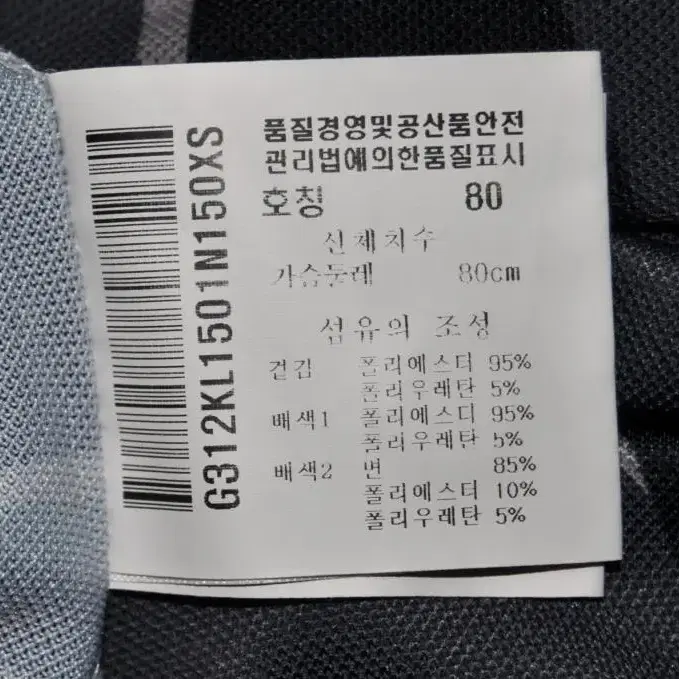 G312KL1501N150XS
품질경영및공산품안전
관리법에의한품질표시
호칭 80
신체치수
가슴둘레 80cm
섬유의 조성
겉감 폴리에스터 95%
폴리우레탄 5%
배색1 폴리에스터 95%
폴리우레탄 5%
배색2 면 85%
폴리에스터 10%
폴리우레탄 5%